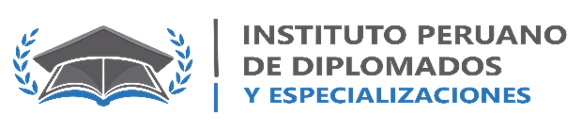 INSTITUTO PERUANO
DE DIPLOMADOS
Y ESPECIALIZACIONES